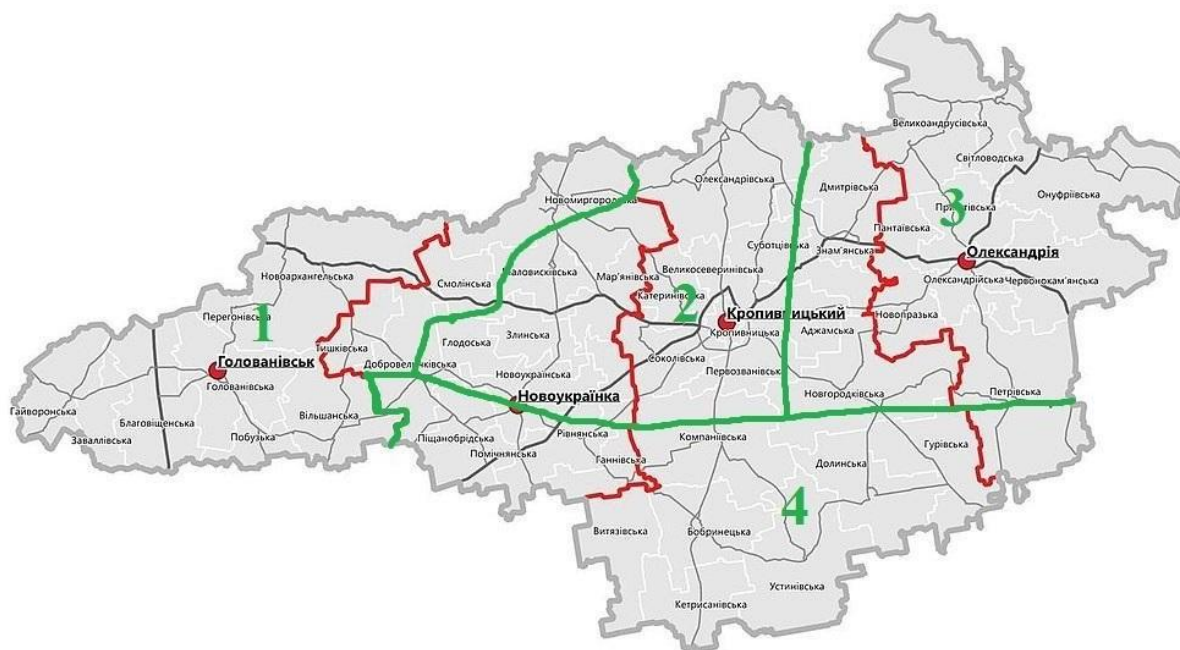 Великоандрусівська
Світловодська
Олександрівська
Дмитрівська
Онуфріївська
Новомиргородська
3
Пантаївська
Суботцівська
Знам'янська
Олександрія
Новоархангельська
Смолінська
Маловисківська
Мар'янівська
Великосеверинівська
Олександрійська
Червонокам'янська
Катеринівська
2
Перегонівська
1
Новопразька
Кропивницький
Кропивницька
Аджамська
Злинська
Глодоська
Тишківська
Соколівська
Голованівськ
Добровеличківська
Новоукраїнська
Первозванівська
Голованівська
Новгородківська
Петрівська
Новоукраїнка
Гайворонська
Вільшанська
Благовіщенська
Побузька
Піщанобрідська
Рівнянська
Компаніївська
Заваллівська
Помічнянська
Ганнівська
Гурівська
Долинська
4
Витязівська
Бобринецька
Устинівська
Кетрисанівська